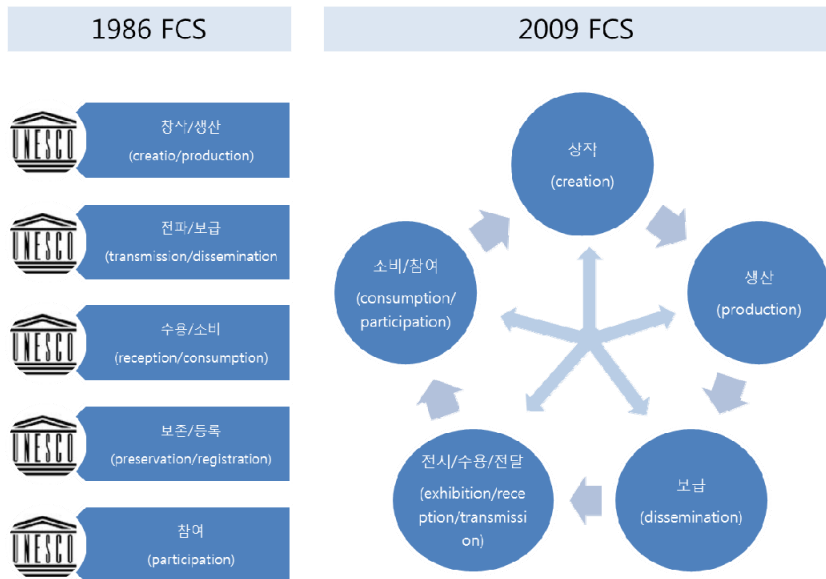 1986 FCS
2009 FCS
UNESCO
창사/생산
(creatio/production)
UNESCO
전파/보급
(transmission/dissemination
UNESCO
수용/소비
(reception/consumption)
UNESCO
보존/등록
(preservation/registration)
UNESCO
참여
(participation)
상작
(creation)
생산
(production)
보급
(dissemination)
전시/수용/전달
(exhibition/rece
ption/transmissi
on)
소비/참여
(consumption/
participation)